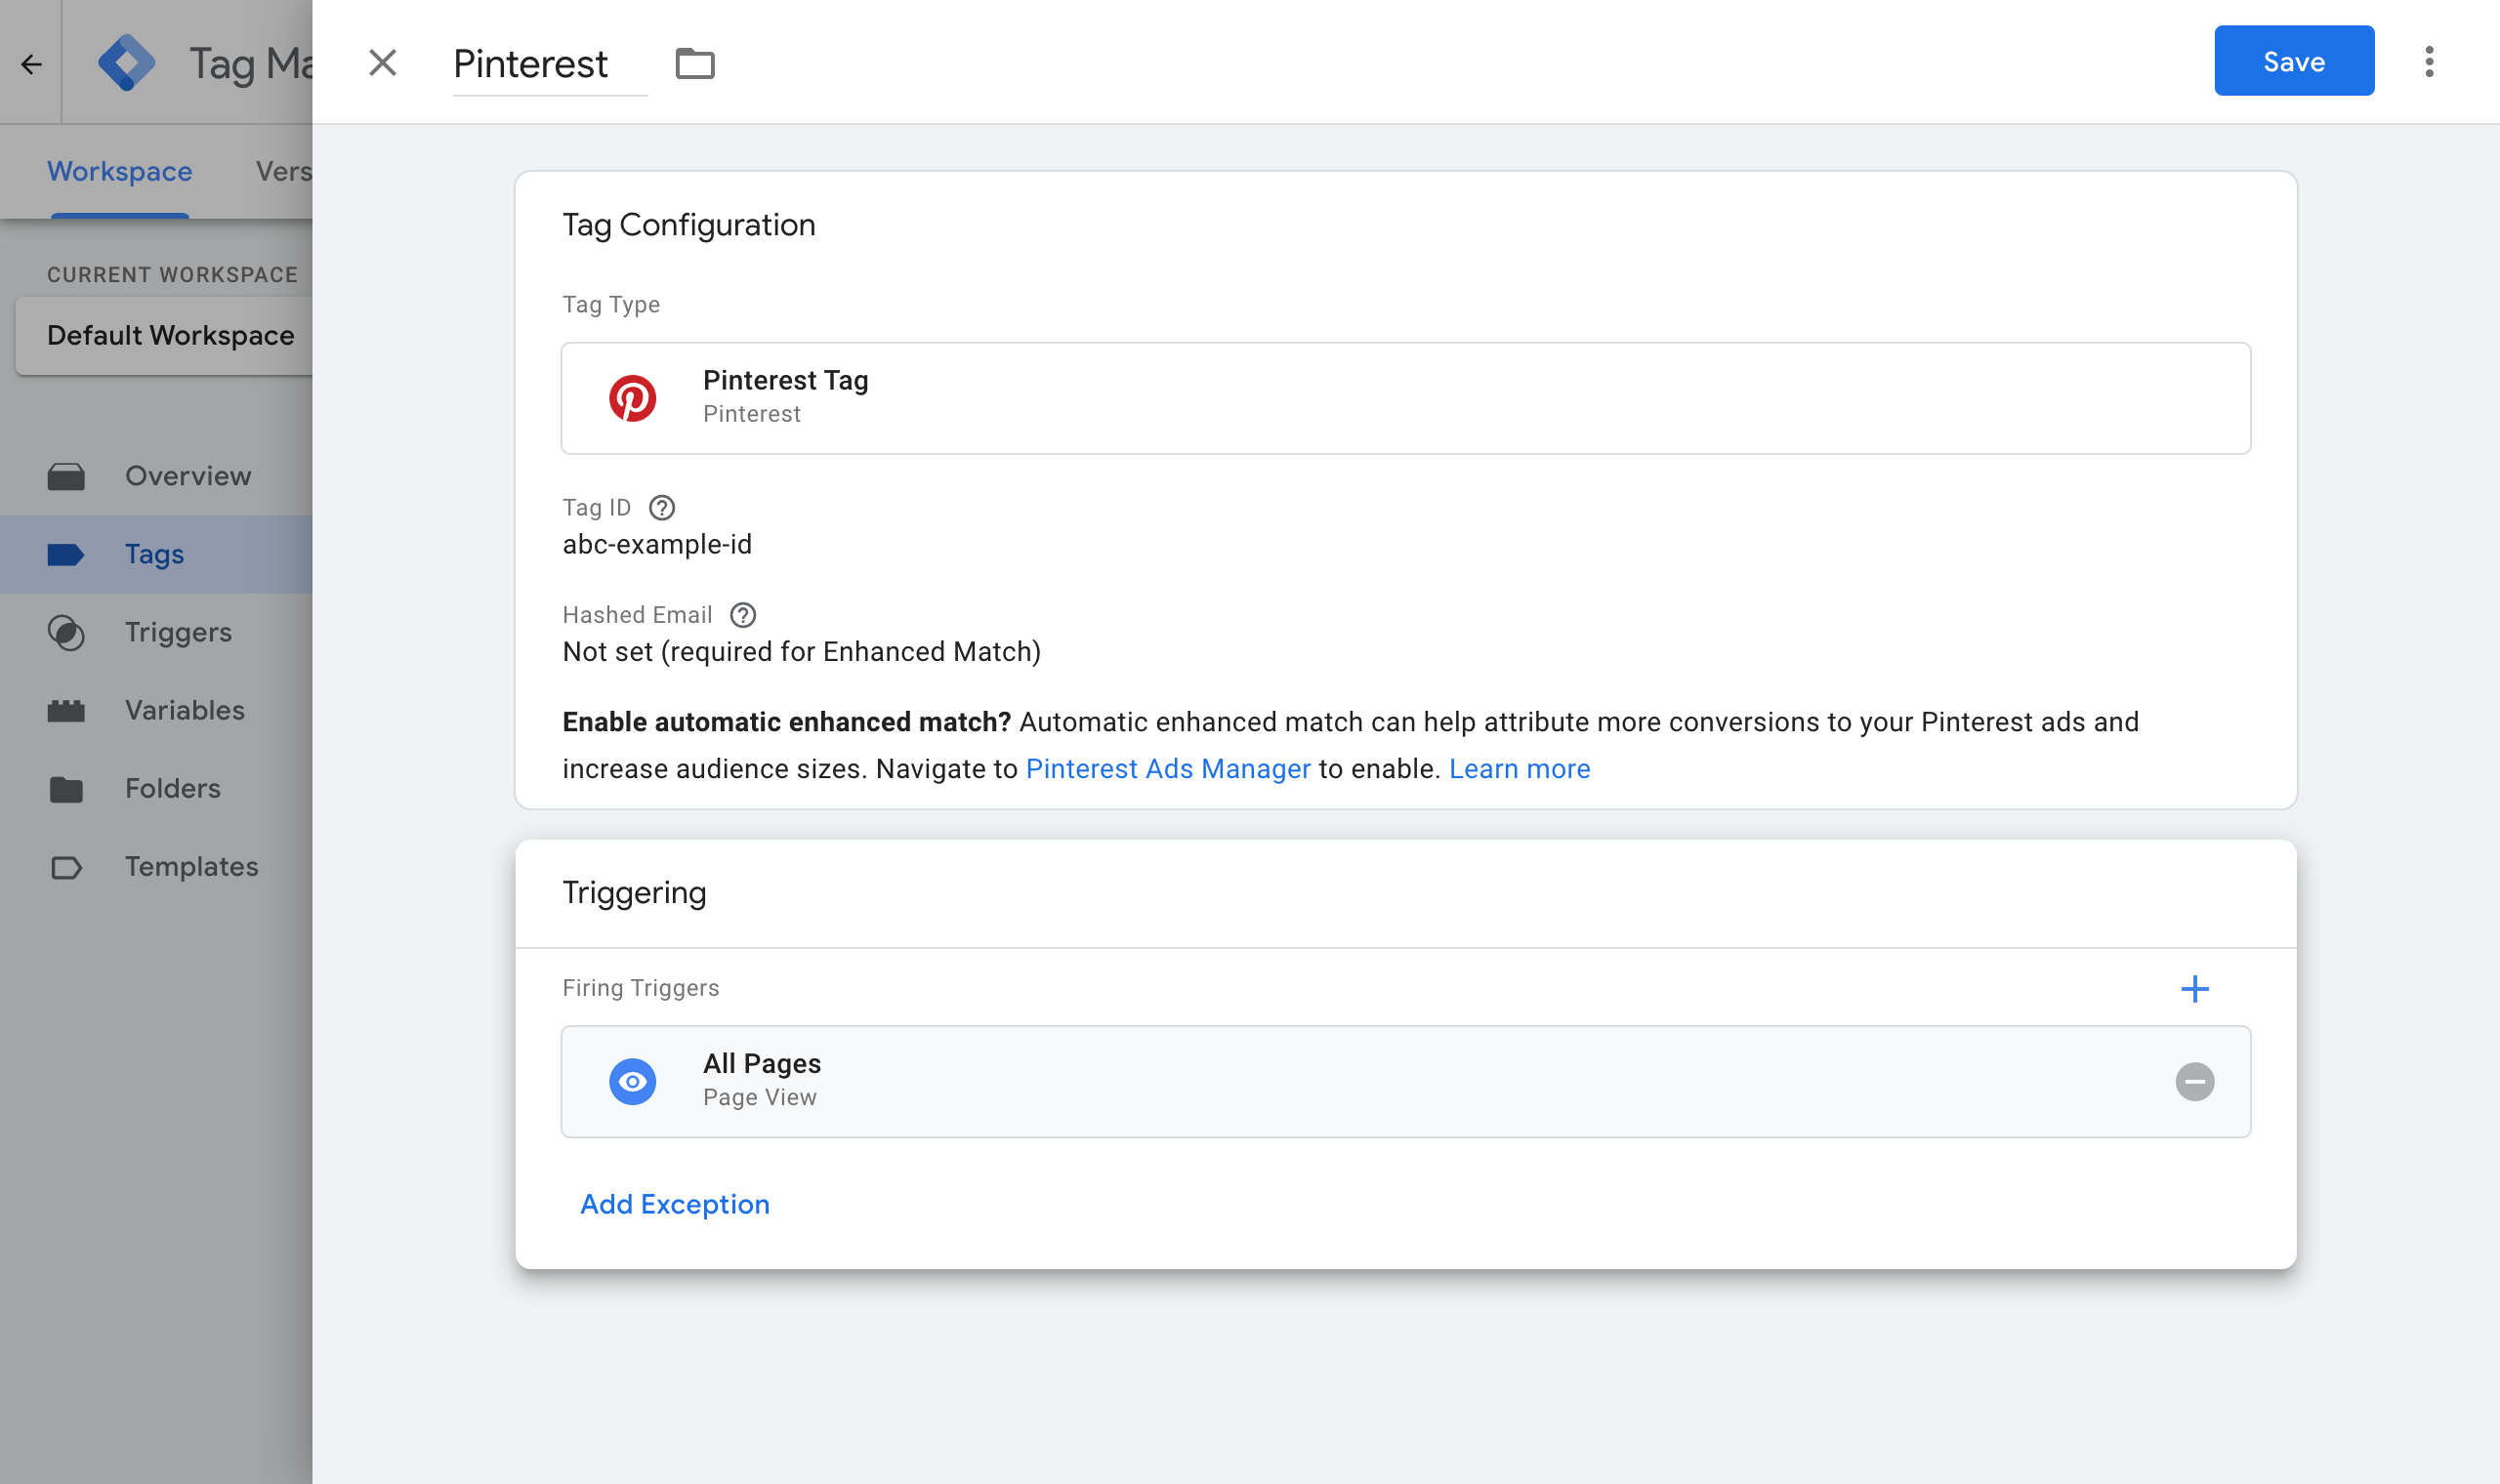 Tag Ma
Pinterest
Save
Workspace
Vers
CURRENT WORKSPACE
Default Workspace
Overview
Tags
Triggers
Variables
Folders
Templates
Tag Configuration
Tag Type
Pinterest Tag
Pinterest
Tag ID
abc-example-id
Hashed Email
Not set (required for Enhanced Match)
Enable automatic enhanced match? Automatic enhanced match can help attribute more conversions to your Pinterest ads and
increase audience sizes. Navigate to Pinterest Ads Manager to enable. Learn more
Triggering
Firing Triggers
All Pages
Page View
Add Exception